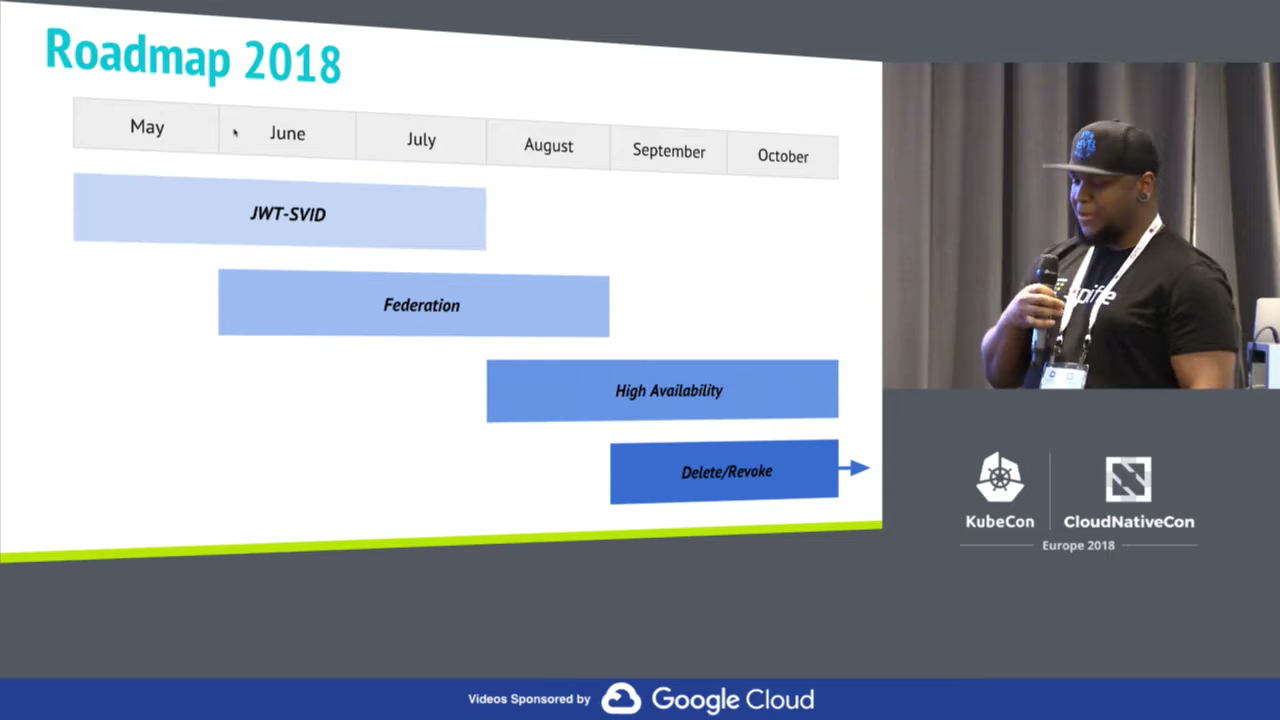 Roadmap 2018
May June July August September October
JWT-SVID
Federation
High Availability
Delete/Revoke
spiffe
KubeCon CloudNativeCon
Europe 2018
Videos Sponsored by Google Cloud